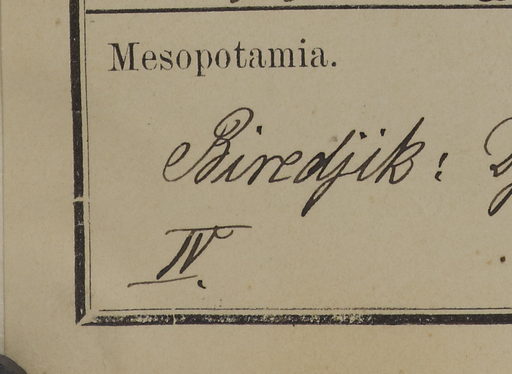 Mesopotamia.
Biredjik:
IV.